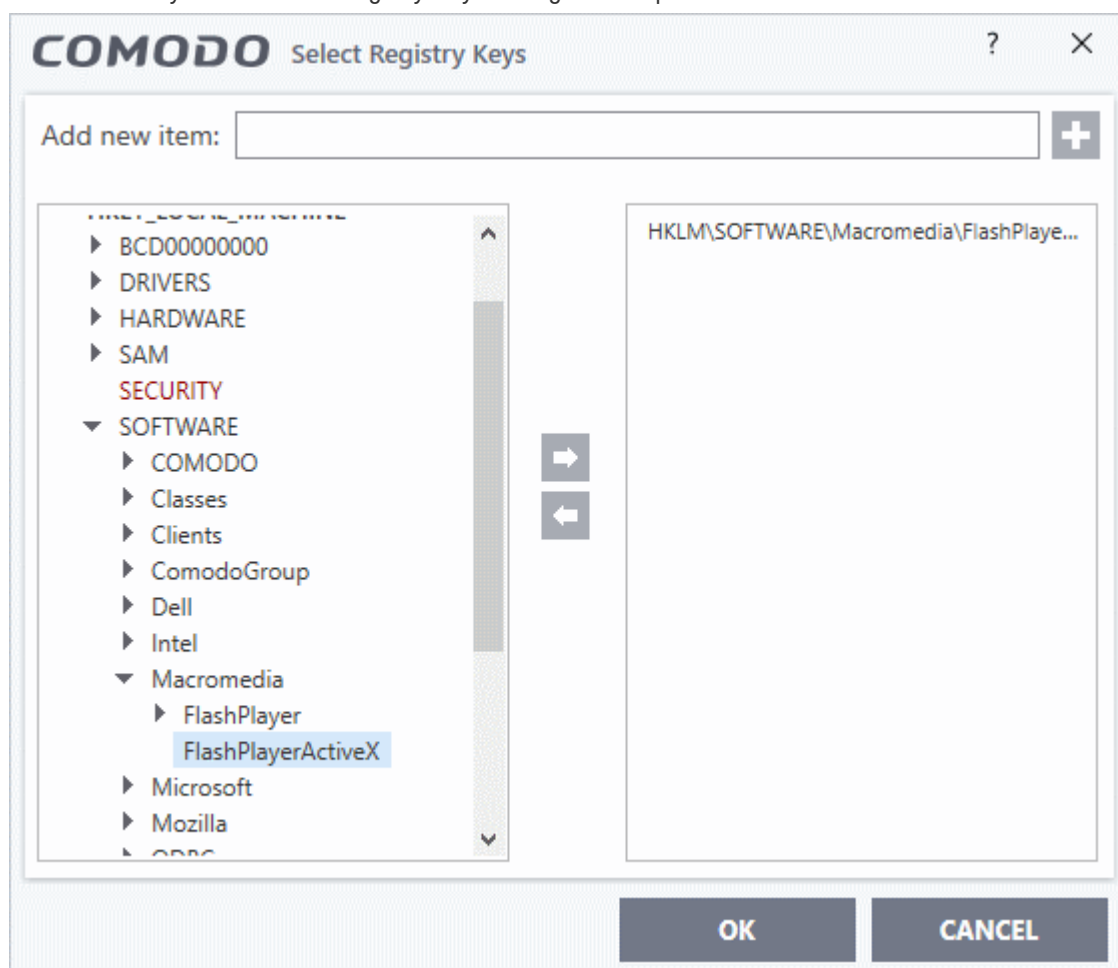 COMODO Select Registry Keys ?
Add new item:
BCD00000000
DRIVERS
HARDWARE
SAM
SECURITY
SOFTWARE
COMODO
Classes
Clients
ComodoGroup
Dell
Intel
Macromedia
FlashPlayer
FlashPlayerActiveX
Microsoft
Mozilla
HKLM\SOFTWARE\Macromedia\FlashPlaye...
OK
CANCEL